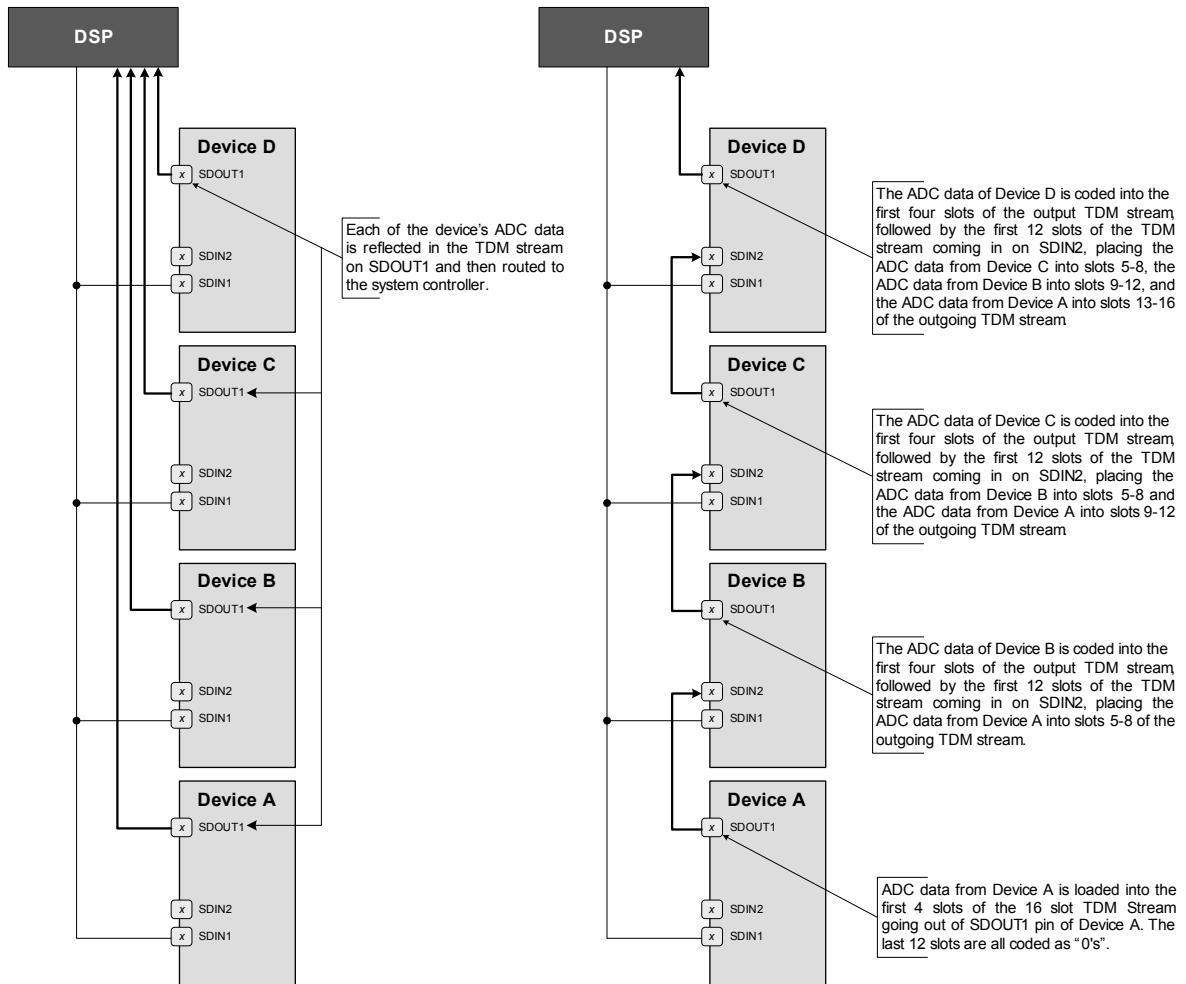 DSP
Device D
x SDOUT1
x SDIN2
x SDIN1
Each of the device's ADC data
is reflected in the TDM stream
on SDOUT1 and then routed to
the system controller.
Device C
x SDOUT1
x SDIN2
x SDIN1
Device B
x SDOUT1
x SDIN2
x SDIN1
Device A
x SDOUT1
x SDIN2
x SDIN1
DSP
Device D
x SDOUT1
x SDIN2
x SDIN1
The ADC data of Device D is coded into the
first four slots of the output TDM stream,
followed by the first 12 slots of the TDM
stream coming in on SDIN2, placing the
ADC data from Device C into slots 5-8, the
ADC data from Device B into slots 9-12, and
the ADC data from Device A into slots 13-16
of the outgoing TDM stream.
Device C
x SDOUT1
x SDIN2
x SDIN1
The ADC data of Device C is coded into the
first four slots of the output TDM stream,
followed by the first 12 slots of the TDM
stream coming in on SDIN2, placing the
ADC data from Device B into slots 5-8 and
the ADC data from Device A into slots 9-12
of the outgoing TDM stream.
Device B
x SDOUT1
x SDIN2
x SDIN1
The ADC data of Device B is coded into the
first four slots of the output TDM stream,
followed by the first 12 slots of the TDM
stream coming in on SDIN2, placing the
ADC data from Device A into slots 5-8 of the
outgoing TDM stream.
Device A
x SDOUT1
x SDIN2
x SDIN1
ADC data from Device A is loaded into the
first 4 slots of the 16 slot TDM Stream
going out of SDOUT1 pin of Device A. The
last 12 slots are all coded as "0's".